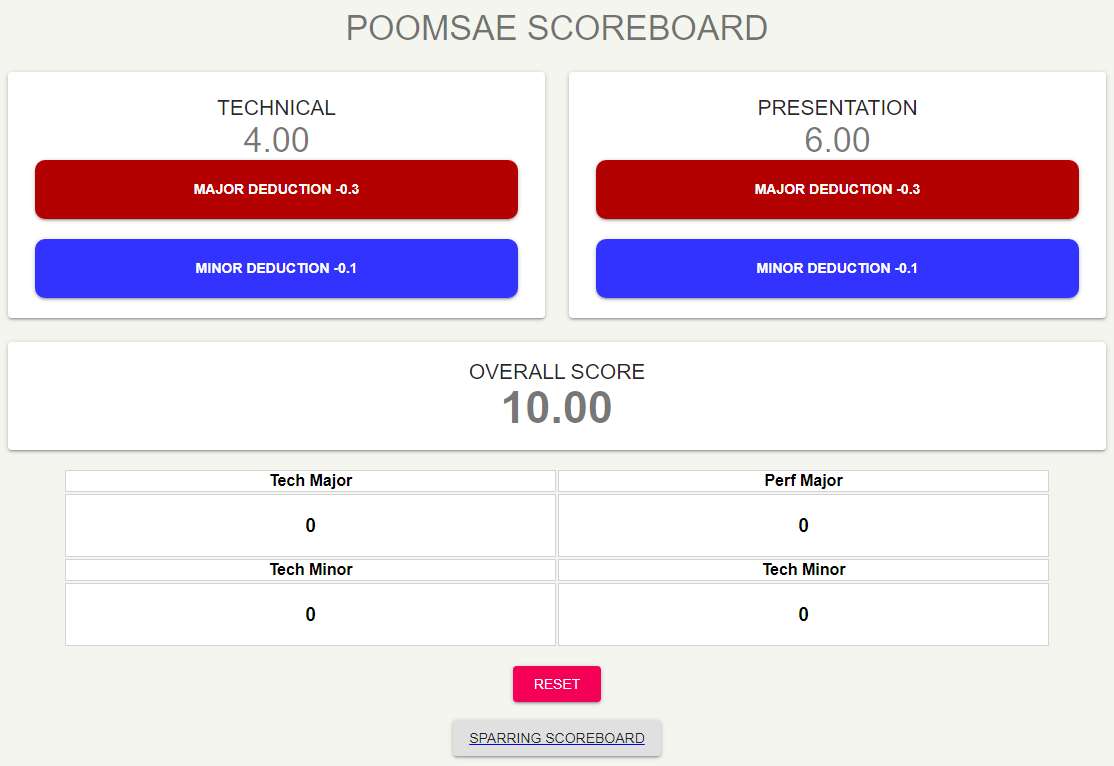 POOMSAE SCOREBOARD
TECHNICAL
4.00
MAJOR DEDUCTION -0.3
MINOR DEDUCTION -0.1
PRESENTATION
6.00
MAJOR DEDUCTION -0.3
MINOR DEDUCTION -0.1
OVERALL SCORE
10.00
Tech Major Perf Major
0 0
Tech Minor Tech Minor
0 0
RESET
SPARRING SCOREBOARD